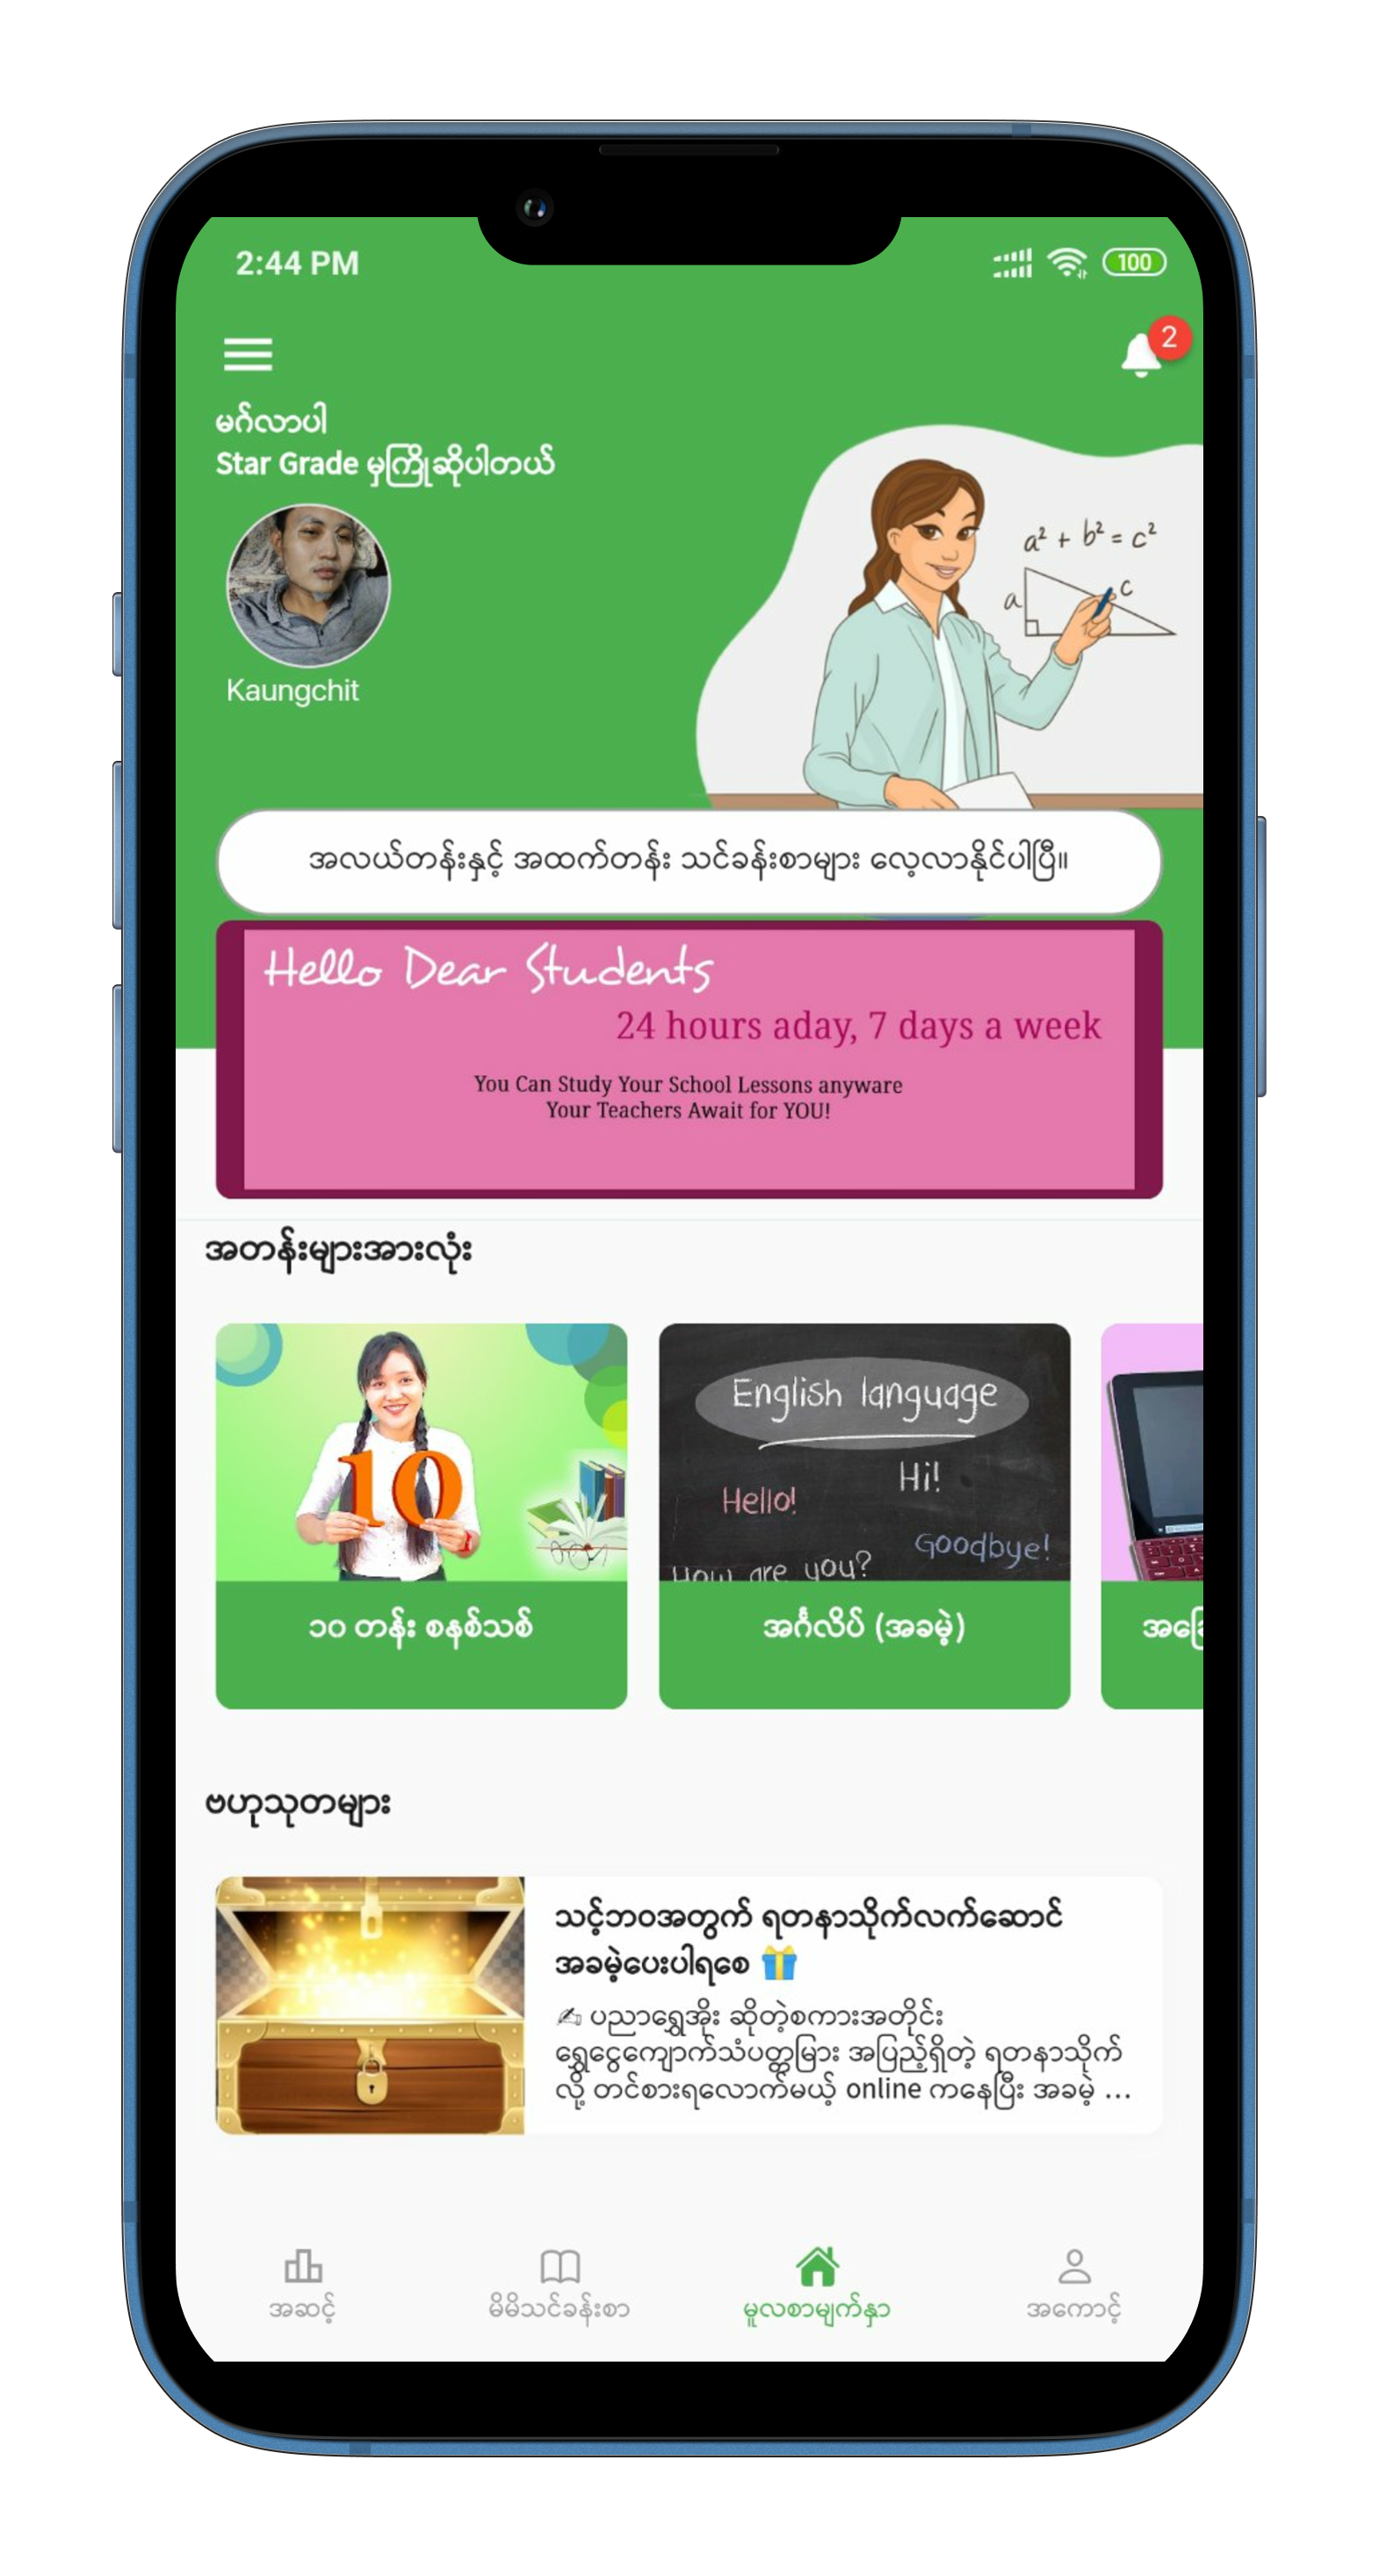 2:44 PM
100
2
မင်္ဂလာပါ
Star Grade မှကြိုဆိုပါတယ်
Kaungchit
a² + b² = c²
a
c
အလယ်တန်းနှင့် အထက်တန်း သင်ခန်းစာများ လေ့လာနိုင်ပါပြီ။
Hello Dear Students
24 hours aday, 7 days a week
You Can Study Your School Lessons anyware
Your Teachers Await for YOU!
အတန်းများအားလုံး
10
English language
Hi!
Hello!
Goodbye!
How are you?
၁၀ တန်း စနစ်သစ်
အင်္ဂလိပ် (အခမဲ့)
ဗဟုသုတများ
သင့်ဘဝအတွက် ရတနာသိုက်လက်ဆောင်
အခမဲ့ပေးပါရစေ 🎁
✍ ပညာရွှေအိုး ဆိုတဲ့စကားအတိုင်း
ရွှေငွေကျောက်သံပတ္တမြား အပြည့်ရှိတဲ့ ရတနာသိုက်
လို့ တင်စားရလောက်မယ့် online ကနေပြီး အခမဲ့ ...
အဆင့်
မိမိသင်ခန်းစာ
မူလစာမျက်နှာ
အကောင့်